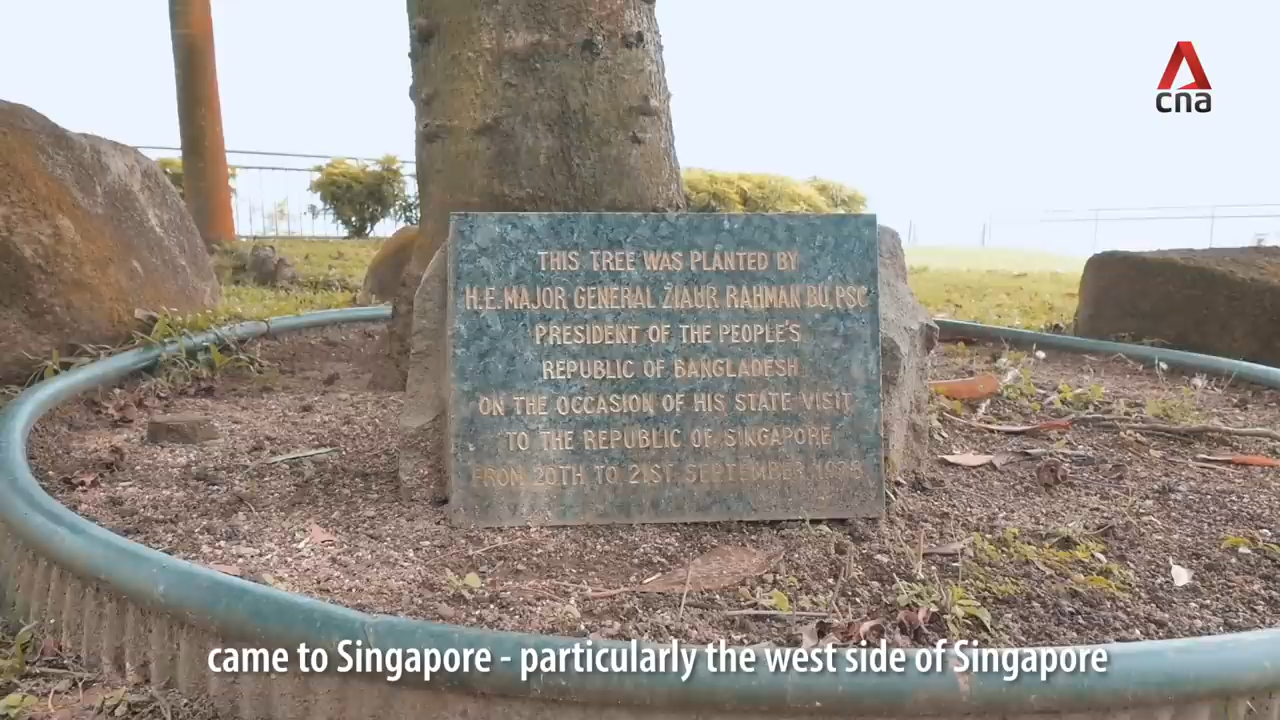 cna
THIS TREE WAS PLANTED BY
H.E. MAJOR GENERAL ZIAUR RAHMAN BU, PSC
PRESIDENT OF THE PEOPLE'S
REPUBLIC OF BANGLADESH
ON THE OCCASION OF HIS STATE VISIT
TO THE REPUBLIC OF SINGAPORE
FROM 20TH TO 21ST SEPTEMBER
came to Singapore - particularly the west side of Singapore